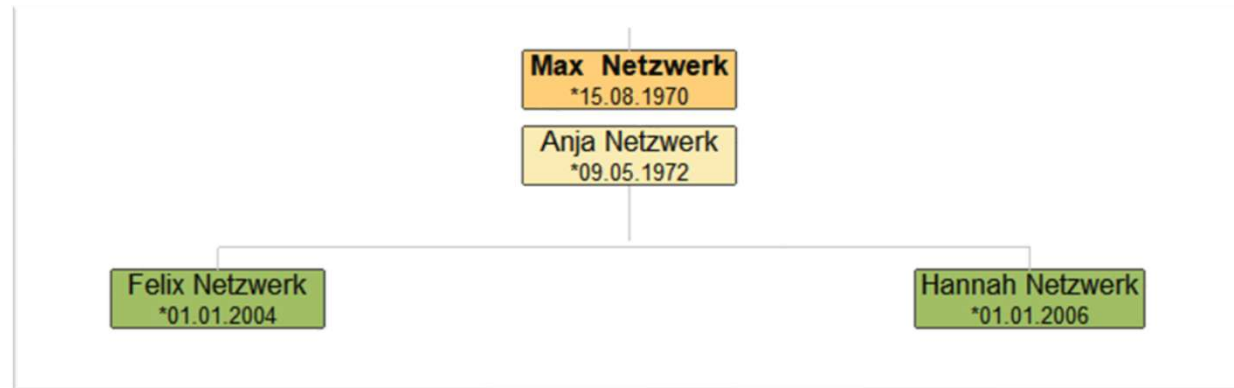 Max Netzwerk
*15.08.1970
Anja Netzwerk
*09.05.1972
Felix Netzwerk
*01.01.2004
Hannah Netzwerk
*01.01.2006